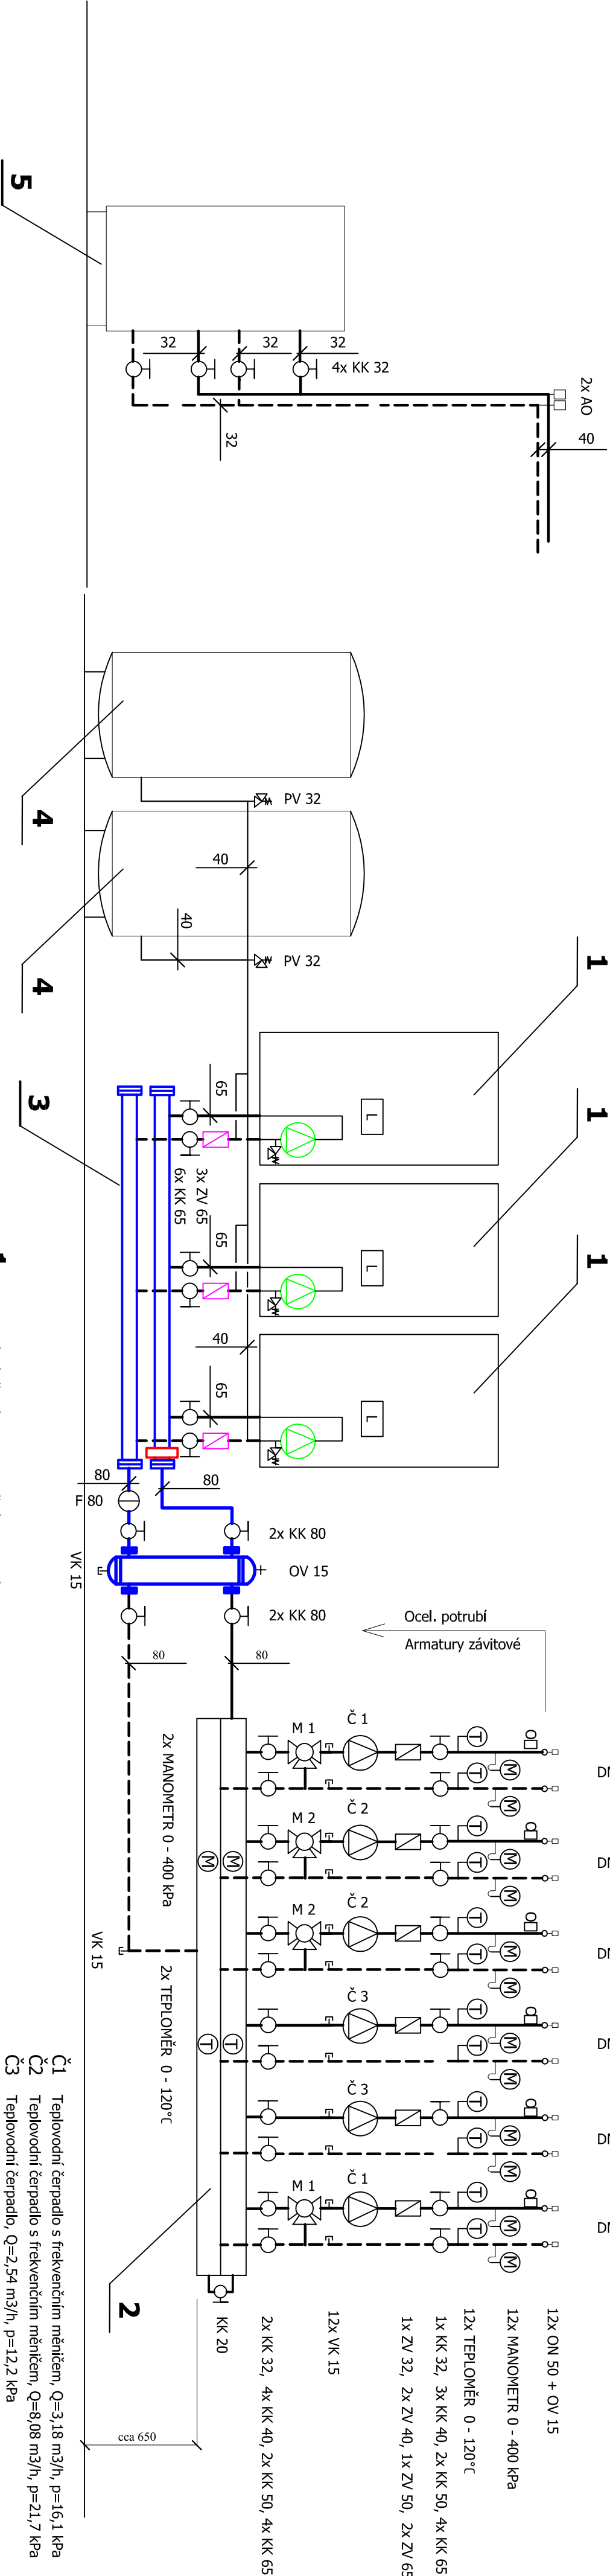 5
32
32
32
4x KK 32
2x AO
40
32
4
4
PV 32
PV 32
40
40
1
1
1
3
65
65
65
L
L
L
3x ZV 65
6x KK 65
40
80
80
F 80
VK 15
2x KK 80
OV 15
2x KK 80
80
80
Ocel. potrubí
Armatury závitové
M 1
Č 1
T
T
M
M
O
M 2
Č 2
T
T
M
M
O
M 2
Č 2
T
T
M
M
O
Č 3
T
T
M
M
O
Č 3
T
T
M
M
O
M 1
Č 1
T
T
M
M
O
2x MANOMETR 0 - 400 kPa
M
M
VK 15
2x TEPLOMĚR 0 - 120°C
T
T
2
KK 20
cca 650
2x KK 32, 4x KK 40, 2x KK 50, 4x KK 65
12x VK 15
1x ZV 32, 2x ZV 40, 1x ZV 50, 2x ZV 65
1x KK 32, 3x KK 40, 2x KK 50, 4x KK 65
12x TEPLOMĚR 0 - 120°C
12x MANOMETR 0 - 400 kPa
12x ON 50 + OV 15
Č1 Teplovodní čerpadlo s frekvenčním měničem, Q=3,18 m3/h, p=16,1 kPa
Č2 Teplovodní čerpadlo s frekvenčním měničem, Q=8,08 m3/h, p=21,7 kPa
Č3 Teplovodní čerpadlo, Q=2,54 m3/h, p=12,2 kPa